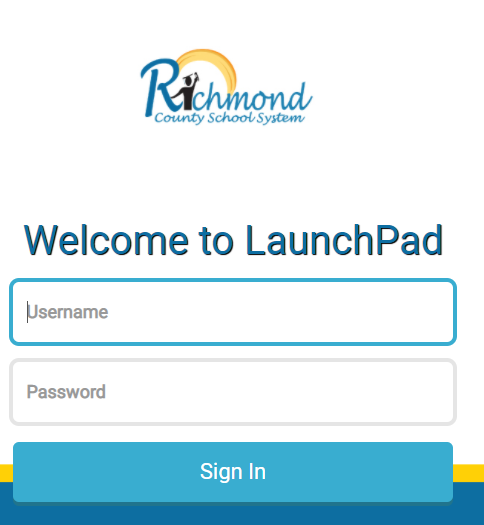 Richmond
County School System
Welcome to LaunchPad
Username
Password
Sign In